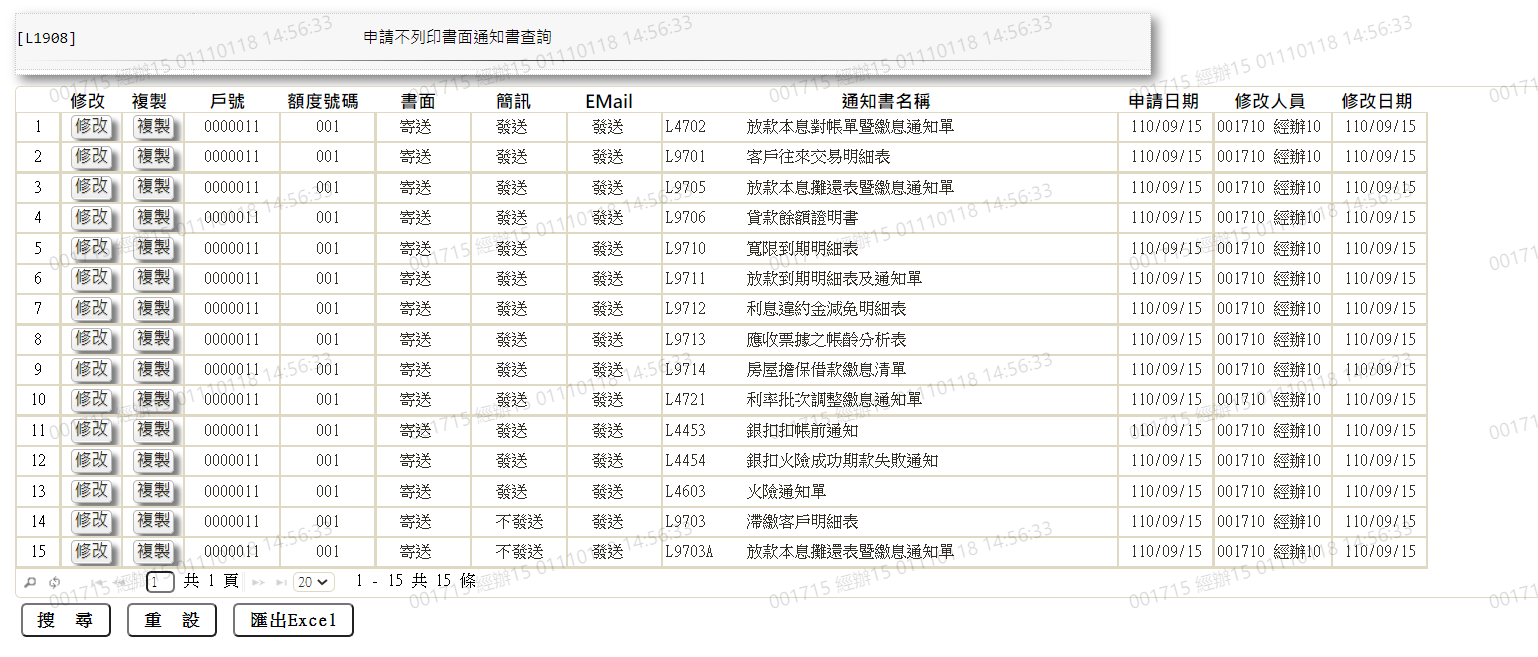 [L1908] 申請不列印書面通知書查詢
修改 複製 戶號 額度號碼 書面 簡訊 EMail 通知書名稱 申請日期 修改人員 修改日期
1 修改 複製 0000011 001 寄送 發送 發送 L4702 放款本息對帳單暨繳息通知單 110/09/15 001710 經辦10 110/09/15
2 修改 複製 0000011 001 寄送 發送 發送 L9701 客戶往來交易明細表 110/09/15 001710 經辦10 110/09/15
3 修改 複製 0000011 001 寄送 發送 發送 L9705 放款本息攤還表暨繳息通知單 110/09/15 001710 經辦10 110/09/15
4 修改 複製 0000011 001 寄送 發送 發送 L9706 貸款餘額證明書 110/09/15 001710 經辦10 110/09/15
5 修改 複製 0000011 001 寄送 發送 發送 L9710 寬限到期明細表 110/09/15 001710 經辦10 110/09/15
6 修改 複製 0000011 001 寄送 發送 發送 L9711 放款到期明細表及通知單 110/09/15 001710 經辦10 110/09/15
7 修改 複製 0000011 001 寄送 發送 發送 L9712 利息違約金減免明細表 110/09/15 001710 經辦10 110/09/15
8 修改 複製 0000011 001 寄送 發送 發送 L9713 應收票據之帳齡分析表 110/09/15 001710 經辦10 110/09/15
9 修改 複製 0000011 001 寄送 發送 發送 L9714 房屋擔保借款繳息清單 110/09/15 001710 經辦10 110/09/15
10 修改 複製 0000011 001 寄送 發送 發送 L4721 利率批次調整繳息通知單 110/09/15 001710 經辦10 110/09/15
11 修改 複製 0000011 001 寄送 發送 發送 L4453 銀扣扣帳前通知 110/09/15 001710 經辦10 110/09/15
12 修改 複製 0000011 001 寄送 發送 發送 L4454 銀扣火險成功期款失敗通知 110/09/15 001710 經辦10 110/09/15
13 修改 複製 0000011 001 寄送 發送 發送 L4603 火險通知單 110/09/15 001710 經辦10 110/09/15
14 修改 複製 0000011 001 寄送 不發送 發送 L9703 滯繳客戶明細表 110/09/15 001710 經辦10 110/09/15
15 修改 複製 0000011 001 寄送 不發送 發送 L9703A 放款本息攤還表暨繳息通知單 110/09/15 001710 經辦10 110/09/15
1 共 1 頁 20 1 - 15 共 15 條
搜 尋 重 設 匯出Excel
001715 經辦15 01110118 14:56:33